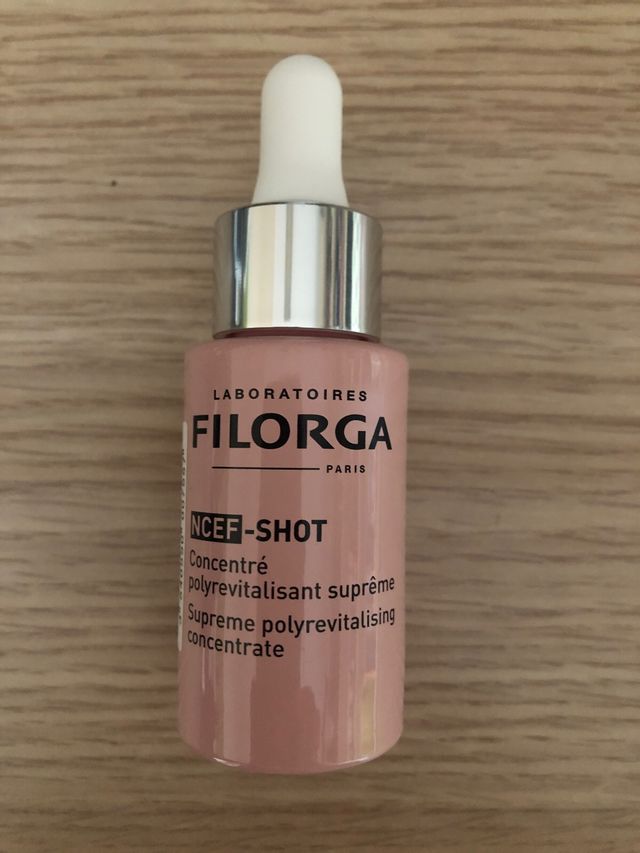 LABORATOIRES
FILORGA
PARIS
NCEF-SHOT
Concentré
polyrevitalisant suprême
Supreme polyrevitalising
concentrate